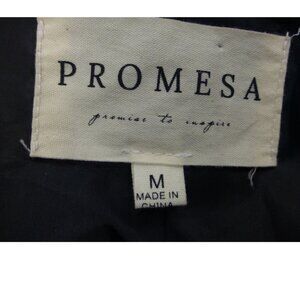 PROMESA
promise to inspire
M
MADE IN
CHINA